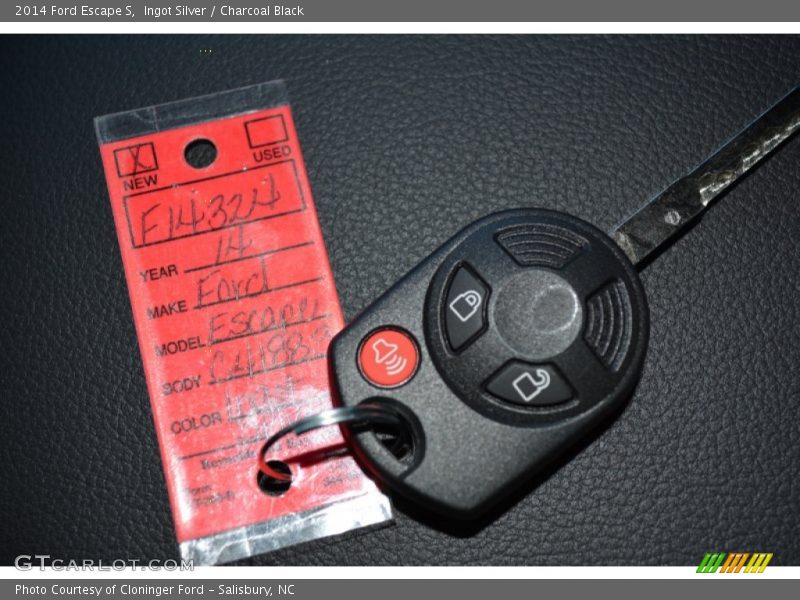 2014 Ford Escape S, Ingot Silver / Charcoal Black
X
NEW
USED
F14324
YEAR 14
MAKE Ford
MODEL Escape
BODY
COLOR
GTCARLOT.COM
Photo Courtesy of Cloninger Ford - Salisbury, NC